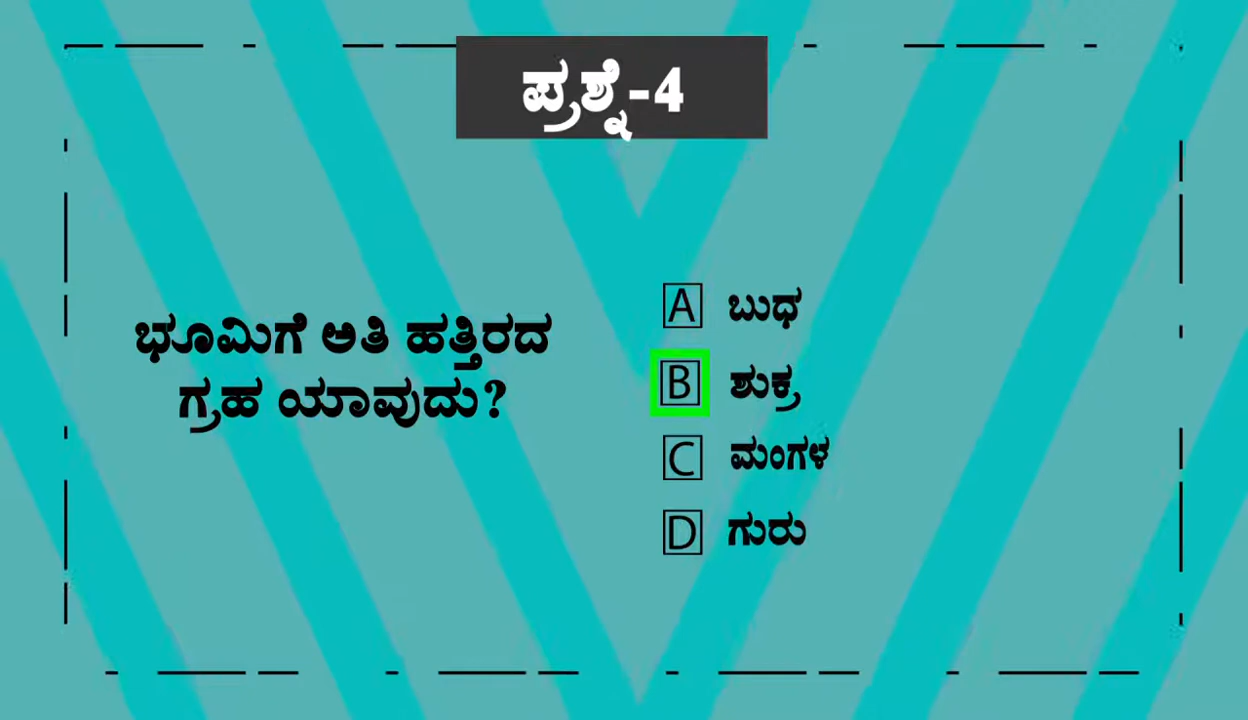 ಪ್ರಶ್ನೆ-4
ಭೂಮಿಗೆ ಅತಿ ಹತ್ತಿರದ
ಗ್ರಹ ಯಾವುದು?
A ಬುಧ
B ಶುಕ್ರ
C ಮಂಗಳ
D ಗುರು